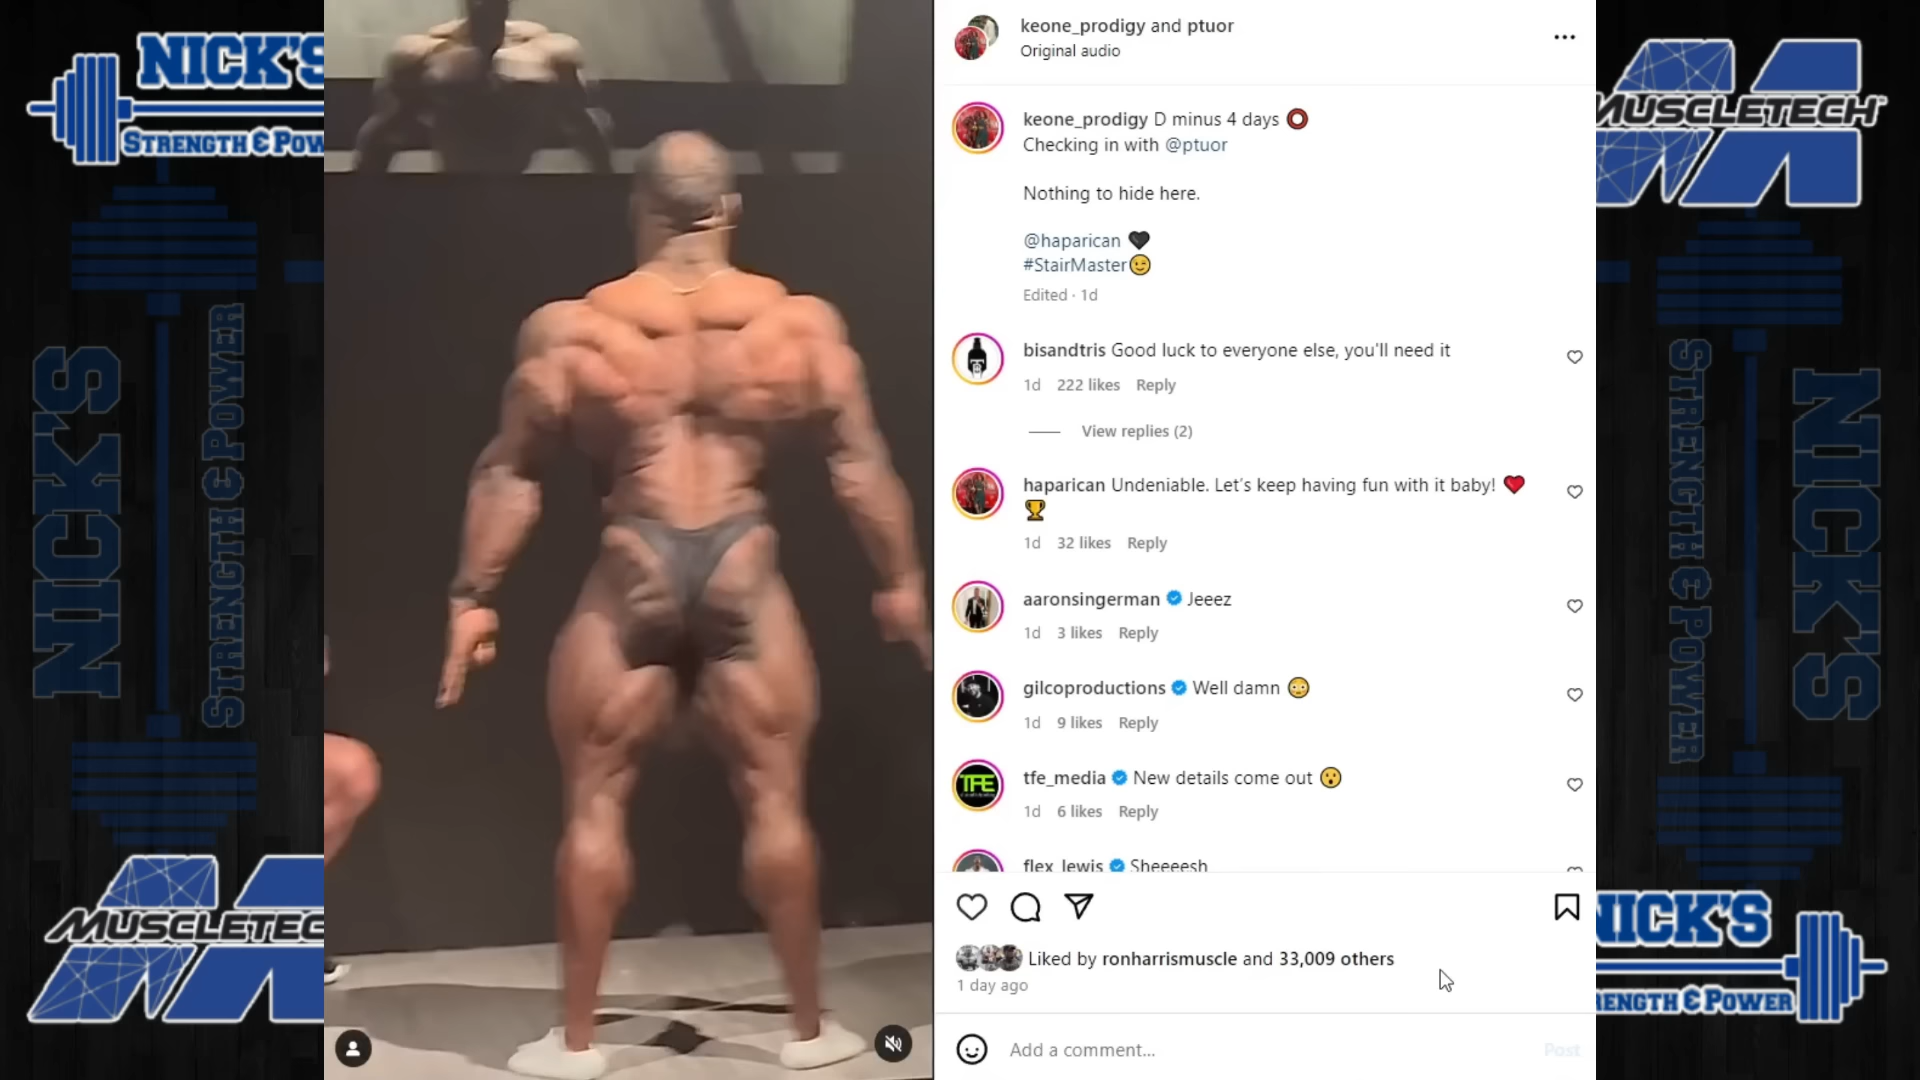 NICK'S
STRENGTH & POW
NICK'S
STRENGTH & POWER
MUSCLETEC
keone_prodigy and ptuor
Original audio
keone_prodigy D minus 4 days
Checking in with @ptuor
Nothing to hide here.
@haparican
#StairMaster
Edited · 1d
bisandtris Good luck to everyone else, you'll need it
1d 222 likes Reply
View replies (2)
haparican Undeniable. Let's keep having fun with it baby!
1d 32 likes Reply
aaronsingerman Jeeez
1d 3 likes Reply
gilcoproductions Well damn
1d 9 likes Reply
TFE
tfe_media New details come out
1d 6 likes Reply
flex_lewis Sheeeesh
Liked by ronharrismuscle and 33,009 others
1 day ago
Add a comment...
Post
MUSCLETECH
STRENGTH & POWER
NICK'S
NICK'S
RENGTH & POWER